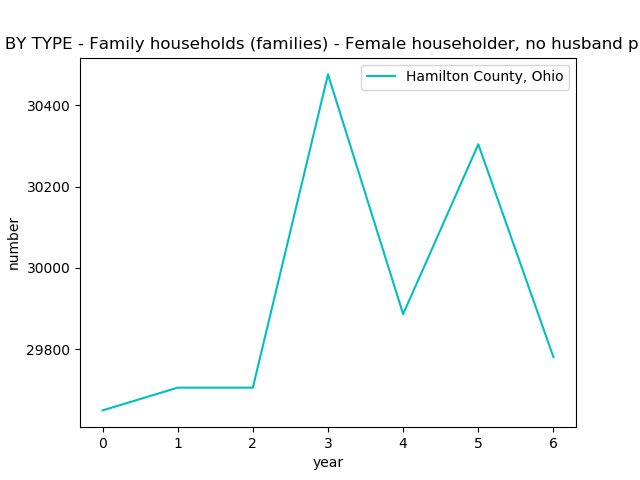 BY TYPE - Family households (families) - Female householder, no husband p
Hamilton County, Ohio
30400
30200
30000
29800
number
0 1 2 3 4 5 6
year